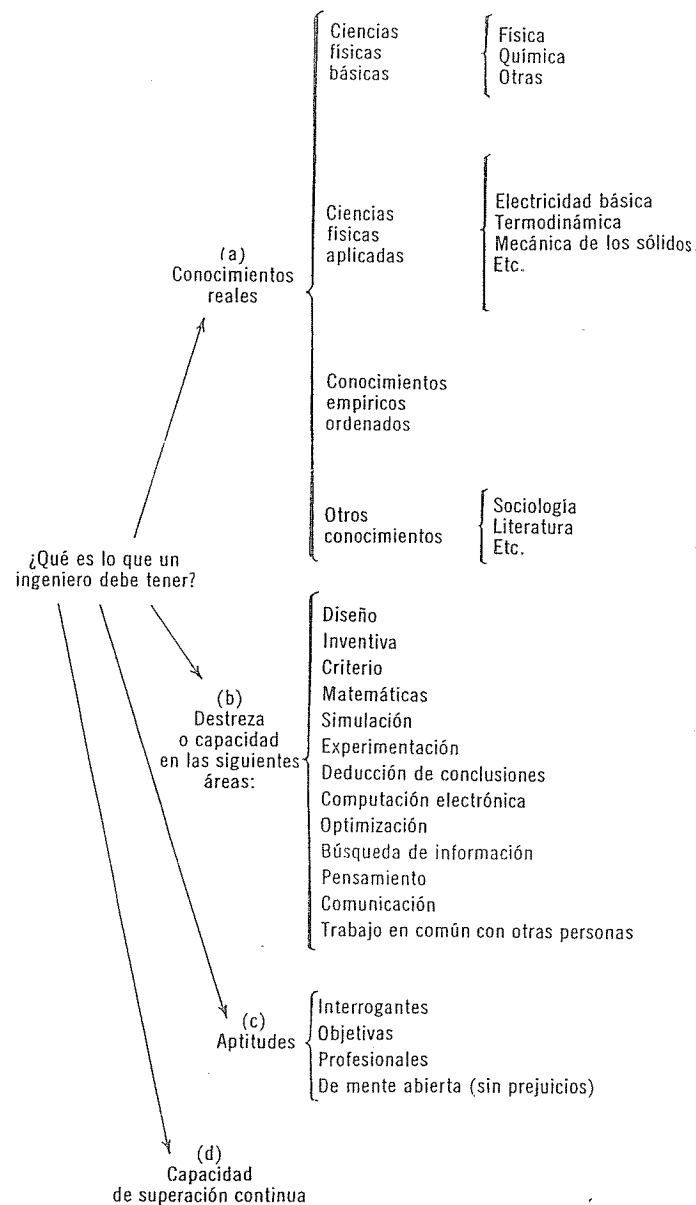 Ciencias
físicas
básicas
Física
Química
Otras
Ciencias
físicas
aplicadas
Electricidad básica
Termodinámica
Mecánica de los sólidos
Etc.
(a)
Conocimientos
reales
Conocimientos
empíricos
ordenados
Otros
conocimientos
Sociología
Literatura
Etc.
¿Qué es lo que un
ingeniero debe tener?
(b)
Destreza
o capacidad
en las siguientes
áreas:
Diseño
Inventiva
Criterio
Matemáticas
Simulación
Experimentación
Deducción de conclusiones
Computación electrónica
Optimización
Búsqueda de información
Pensamiento
Comunicación
Trabajo en común con otras personas
(c)
Aptitudes
Interrogantes
Objetivas
Profesionales
De mente abierta (sin prejuicios)
(d)
Capacidad
de superación continua